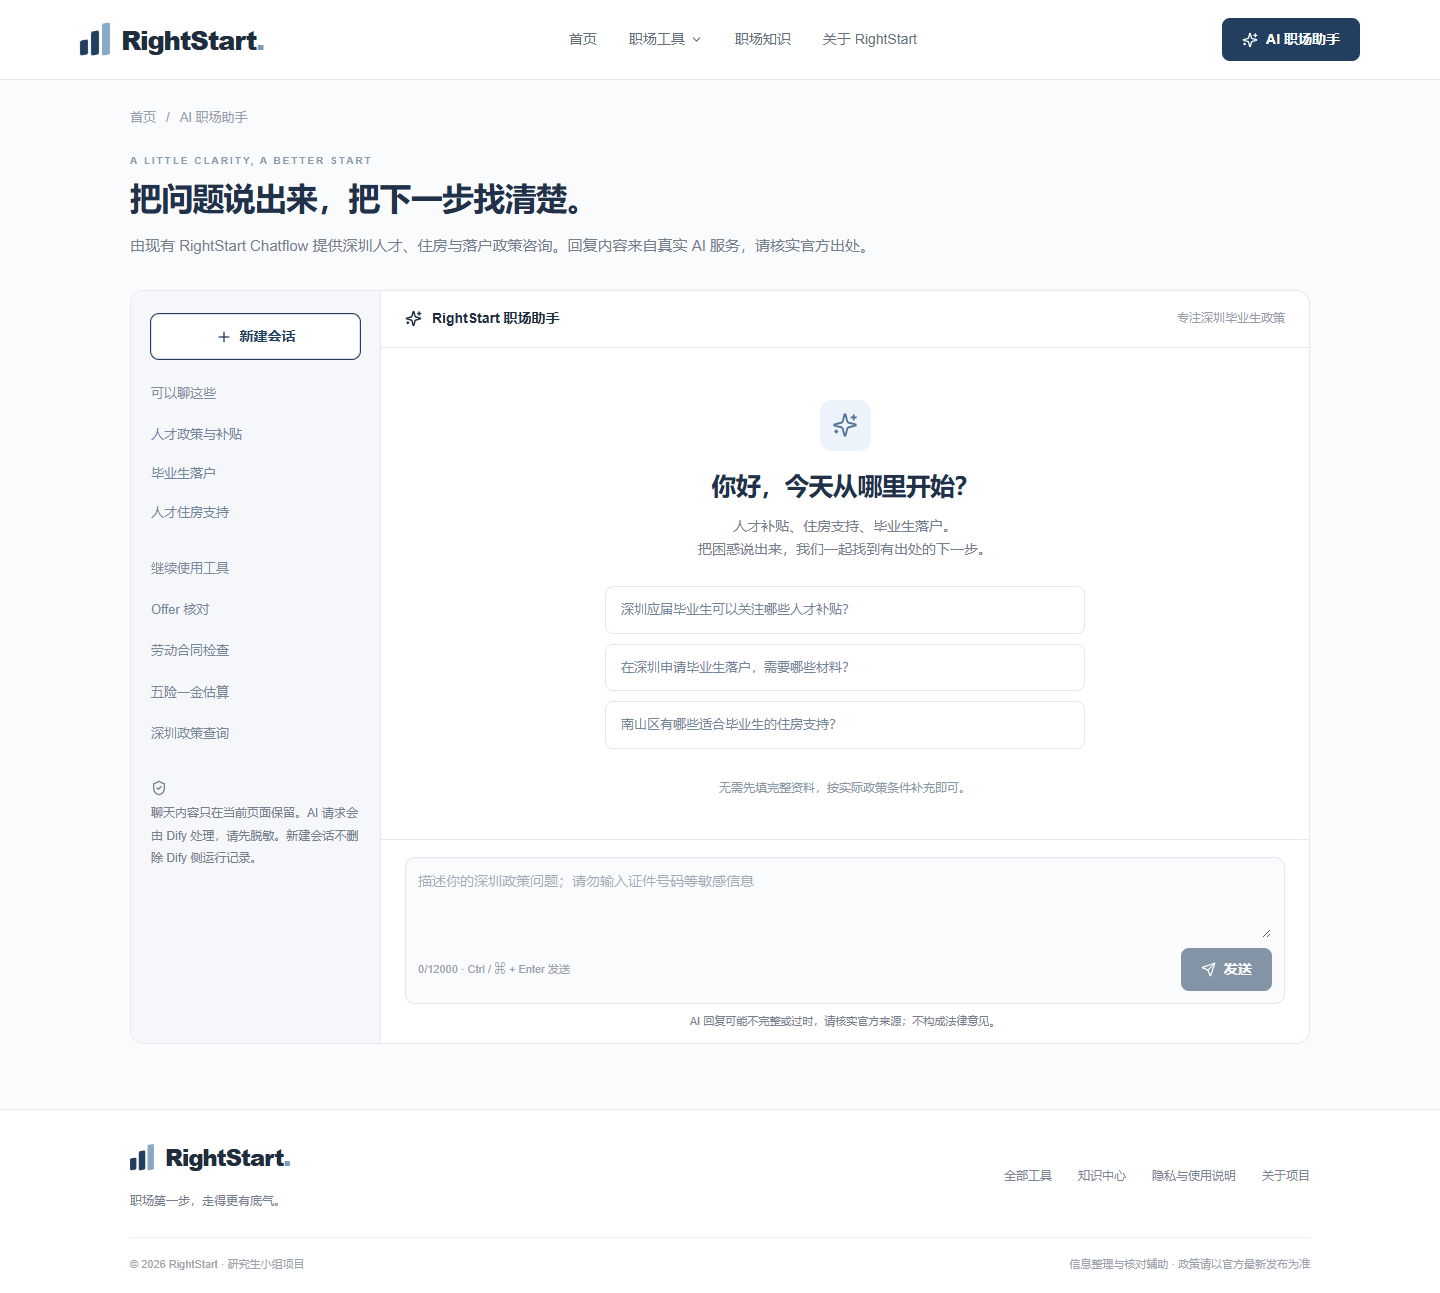 RightStart.
首页
职场工具
职场知识
关于 RightStart
AI 职场助手
首页 / AI 职场助手
A LITTLE CLARITY, A BETTER START
把问题说出来，把下一步找清楚。
由现有 RightStart Chatflow 提供深圳人才、住房与落户政策咨询。回复内容来自真实 AI 服务，请核实官方出处。
新建会话
可以聊这些
人才政策与补贴
毕业生落户
人才住房支持
继续使用工具
Offer 核对
劳动合同检查
五险一金估算
深圳政策查询
聊天内容只在当前页面保留。AI 请求会
由 Dify 处理，请先脱敏。新建会话不删
除 Dify 侧运行记录。
RightStart 职场助手
专注深圳毕业生政策
你好，今天从哪里开始？
人才补贴、住房支持、毕业生落户。
把困惑说出来，我们一起找到有出处的下一步。
深圳应届毕业生可以关注哪些人才补贴？
在深圳申请毕业生落户，需要哪些材料？
南山区有哪些适合毕业生的住房支持？
无需先填完整资料，按实际政策条件补充即可。
描述你的深圳政策问题；请勿输入证件号码等敏感信息
0/12000 · Ctrl / ⌘ + Enter 发送
发送
AI 回复可能不完整或过时，请核实官方来源；不构成法律意见。
RightStart.
职场第一步，走得更有底气。
全部工具
知识中心
隐私与使用说明
关于项目
© 2026 RightStart · 研究生小组项目
信息整理与核对辅助 · 政策请以官方最新发布为准